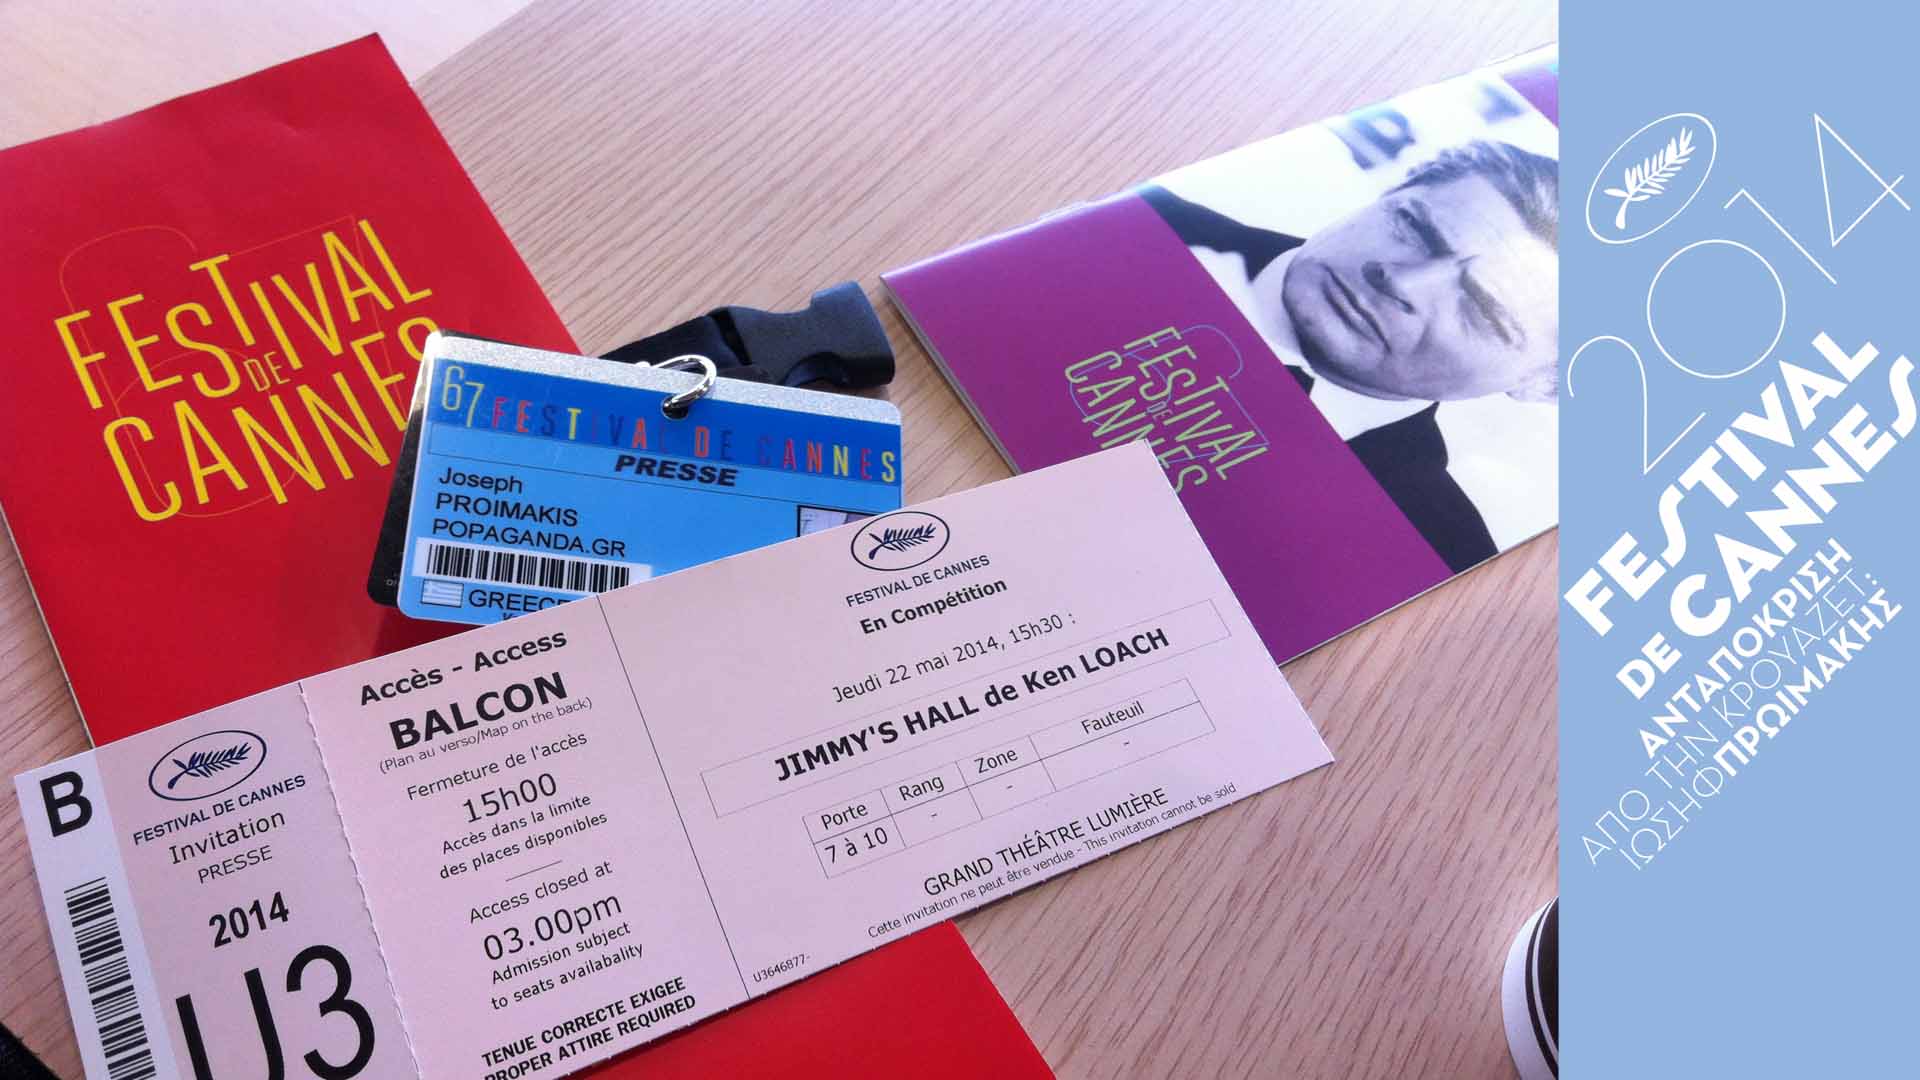 FESTIVAL
DE
CANNES
67 FESTIVAL DE CANNES
PRESSE
Joseph
PROIMAKIS
POPAGANDA.GR
GREECE
FESTIVAL
DE
CANNES
B
FESTIVAL DE CANNES
Invitation
PRESSE
2014
U3
Accès - Access
BALCON
(Plan au verso/Map on the back)
Fermeture de l'accès
15h00
Accès dans la limite
des places disponibles
Access closed at
03.00pm
Admission subject
to seats availabality
TENUE CORRECTE EXIGEE
PROPER ATTIRE REQUIRED
FESTIVAL DE CANNES
En Compétition
Jeudi 22 mai 2014, 15h30 :
JIMMY'S HALL de Ken LOACH
Porte Rang Zone Fauteuil
7 à 10 - - -
GRAND THÉÂTRE LUMIÈRE
Cette invitation ne peut être vendue - This invitation cannot be sold
U3646877-
2014
FESTIVAL
DE CANNES
ΑΝΤΑΠΟΚΡΙΣΗ
ΑΠΟ ΤΗΝ ΚΡΟΥΑΖΕΤ:
ΙΩΣΗΦ ΠΡΩΙΜΑΚΗΣ